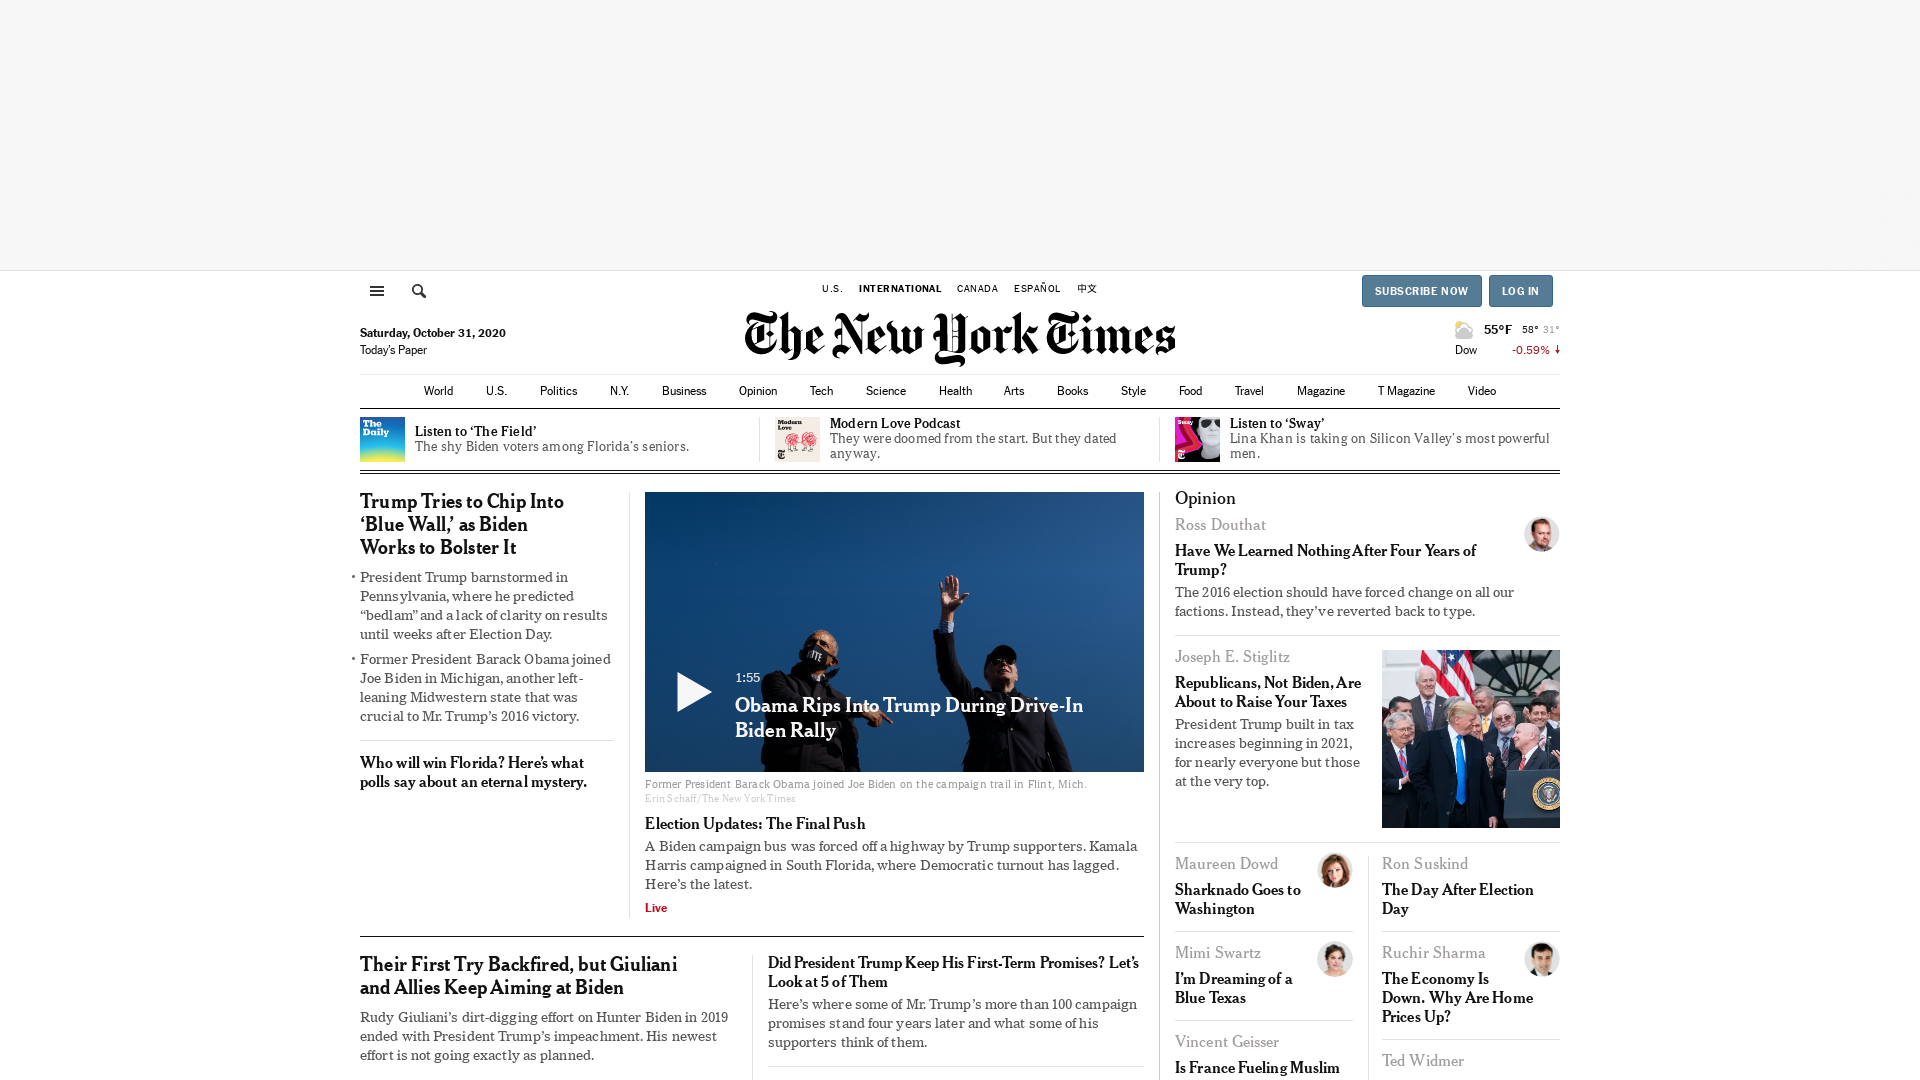 U.S.
INTERNATIONAL
CANADA
ESPAÑOL
中文
SUBSCRIBE NOW
LOG IN
Saturday, October 31, 2020
Today's Paper
The New York Times
55°F 58° 31°
Dow -0.59%
World
U.S.
Politics
N.Y.
Business
Opinion
Tech
Science
Health
Arts
Books
Style
Food
Travel
Magazine
T Magazine
Video
The
Daily
Listen to ‘The Field’
The shy Biden voters among Florida’s seniors.
Modern
Love
Modern Love Podcast
They were doomed from the start. But they dated
anyway.
Sway
Listen to ‘Sway’
Lina Khan is taking on Silicon Valley’s most powerful
men.
Trump Tries to Chip Into
‘Blue Wall,’ as Biden
Works to Bolster It
• President Trump barnstormed in
Pennsylvania, where he predicted
“bedlam” and a lack of clarity on results
until weeks after Election Day.
• Former President Barack Obama joined
Joe Biden in Michigan, another left-
leaning Midwestern state that was
crucial to Mr. Trump’s 2016 victory.
Who will win Florida? Here’s what
polls say about an eternal mystery.
VOTE
1:55
Obama Rips Into Trump During Drive-In
Biden Rally
Former President Barack Obama joined Joe Biden on the campaign trail in Flint, Mich.
Erin Schaff/The New York Times
Election Updates: The Final Push
A Biden campaign bus was forced off a highway by Trump supporters. Kamala
Harris campaigned in South Florida, where Democratic turnout has lagged.
Here’s the latest.
Live
Their First Try Backfired, but Giuliani
and Allies Keep Aiming at Biden
Rudy Giuliani’s dirt-digging effort on Hunter Biden in 2019
ended with President Trump’s impeachment. His newest
effort is not going exactly as planned.
Did President Trump Keep His First-Term Promises? Let’s
Look at 5 of Them
Here’s where some of Mr. Trump’s more than 100 campaign
promises stand four years later and what some of his
supporters think of them.
Opinion
Ross Douthat
Have We Learned Nothing After Four Years of
Trump?
The 2016 election should have forced change on all our
factions. Instead, they’ve reverted back to type.
Joseph E. Stiglitz
Republicans, Not Biden, Are
About to Raise Your Taxes
President Trump built in tax
increases beginning in 2021,
for nearly everyone but those
at the very top.
Maureen Dowd
Sharknado Goes to
Washington
Ron Suskind
The Day After Election
Day
Mimi Swartz
I’m Dreaming of a
Blue Texas
Ruchir Sharma
The Economy Is
Down. Why Are Home
Prices Up?
Vincent Geisser
Is France Fueling Muslim
Ted Widmer